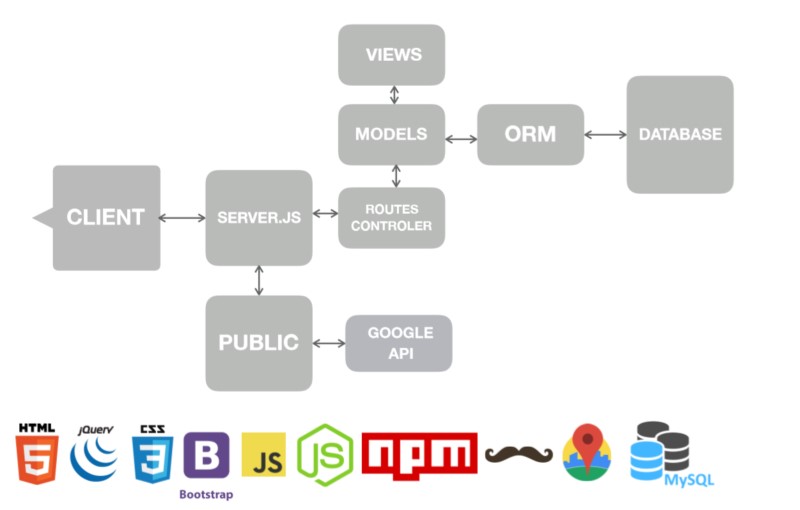 VIEWS
MODELS
ORM
DATABASE
CLIENT
SERVER.JS
ROUTES
CONTROLER
PUBLIC
GOOGLE
API
HTML
5
jQuery
CSS
3
B
Bootstrap
JS
JS
npm
MySQL